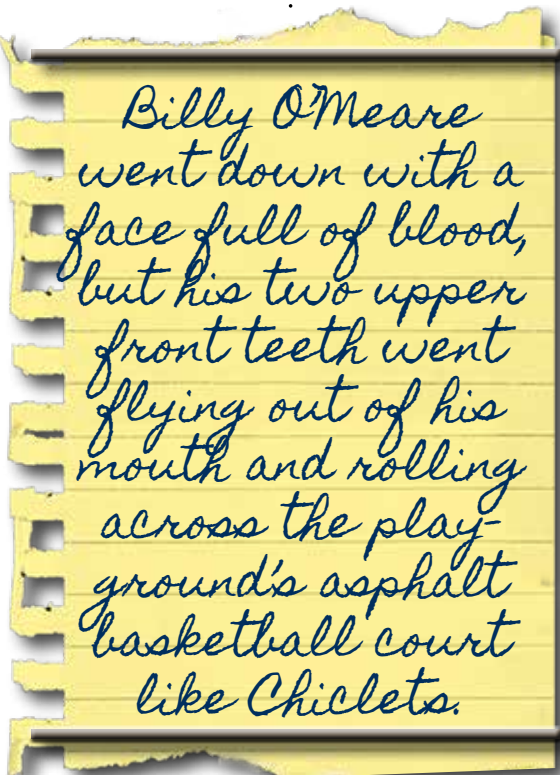 Billy O'Meare
went down with a
face full of blood,
but his two upper
front teeth went
flying out of his
mouth and rolling
across the play-
ground's asphalt
basketball court
like Chiclets.